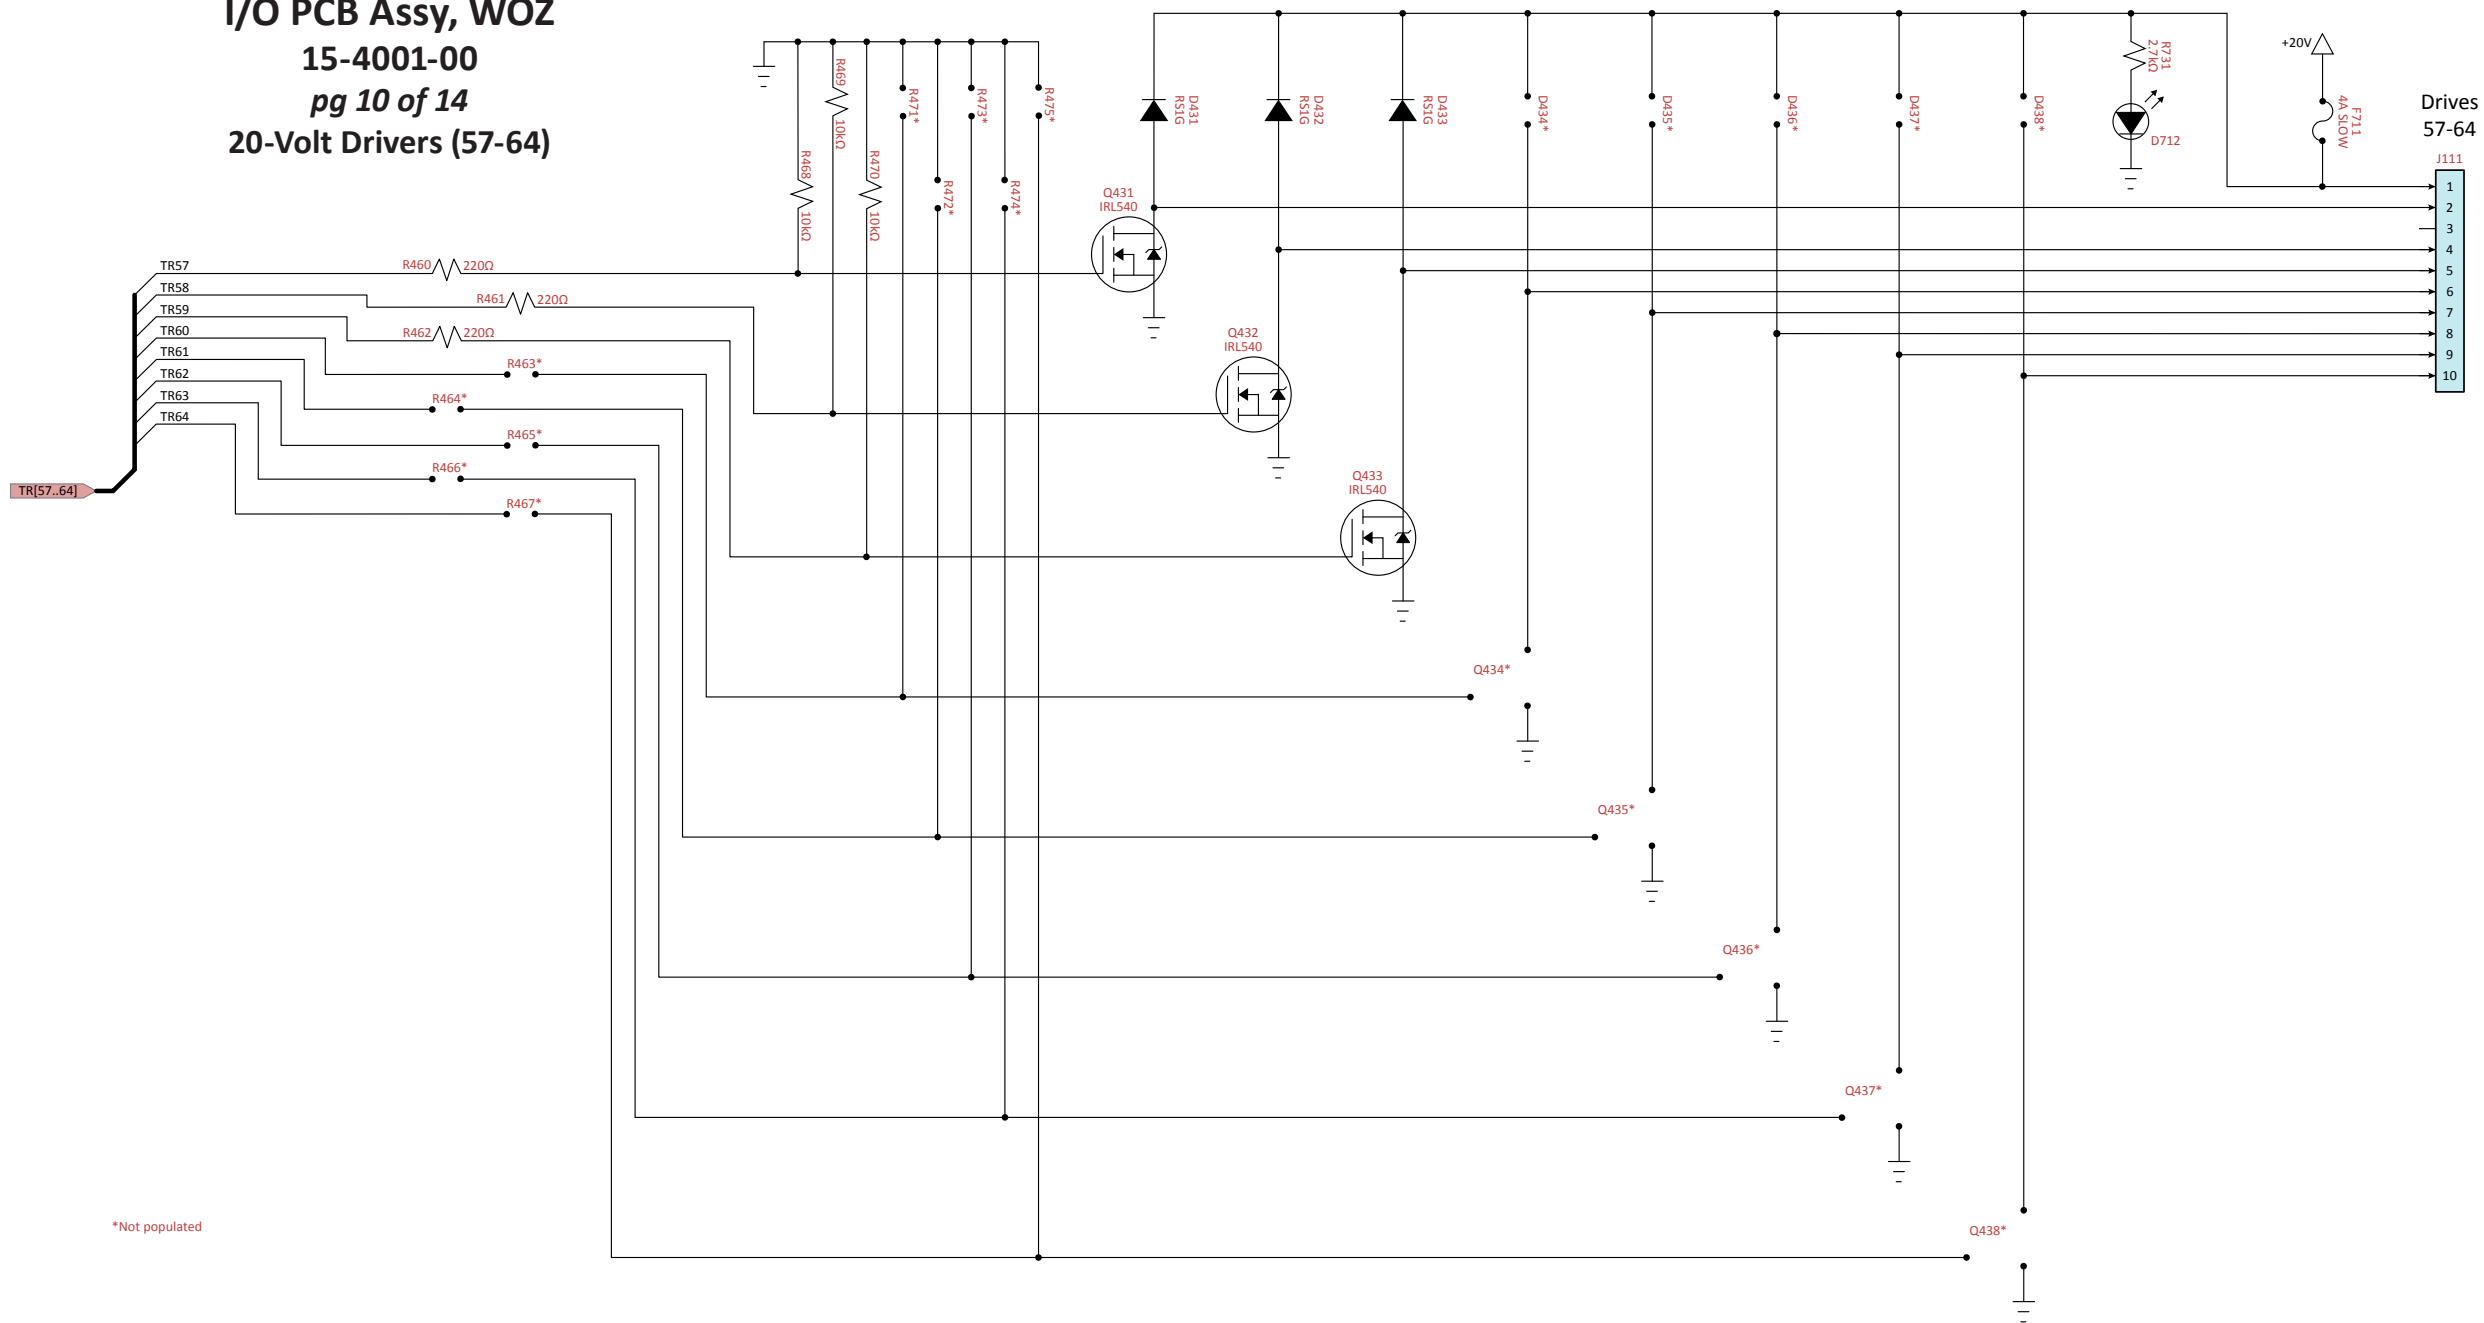 I/O PCB Assy, WOZ
15-4001-00
pg 10 of 14
20-Volt Drivers (57-64)
R468
10kΩ
R469
10kΩ
R470
10kΩ
R471*
R472*
R473*
R474*
R475*
D431
RS1G
D432
RS1G
D433
RS1G
D434*
D435*
D436*
D437*
D438*
R731
2.7kΩ
D712
+20V
F711
4A SLOW
Drives
57-64
J111
1
2
3
4
5
6
7
8
9
10
Q431
IRL540
Q432
IRL540
Q433
IRL540
Q434*
Q435*
Q436*
Q437*
Q438*
TR57
TR58
TR59
TR60
TR61
TR62
TR63
TR64
R460 220Ω
R461 220Ω
R462 220Ω
R463*
R464*
R465*
R466*
R467*
TR[57..64]
*Not populated